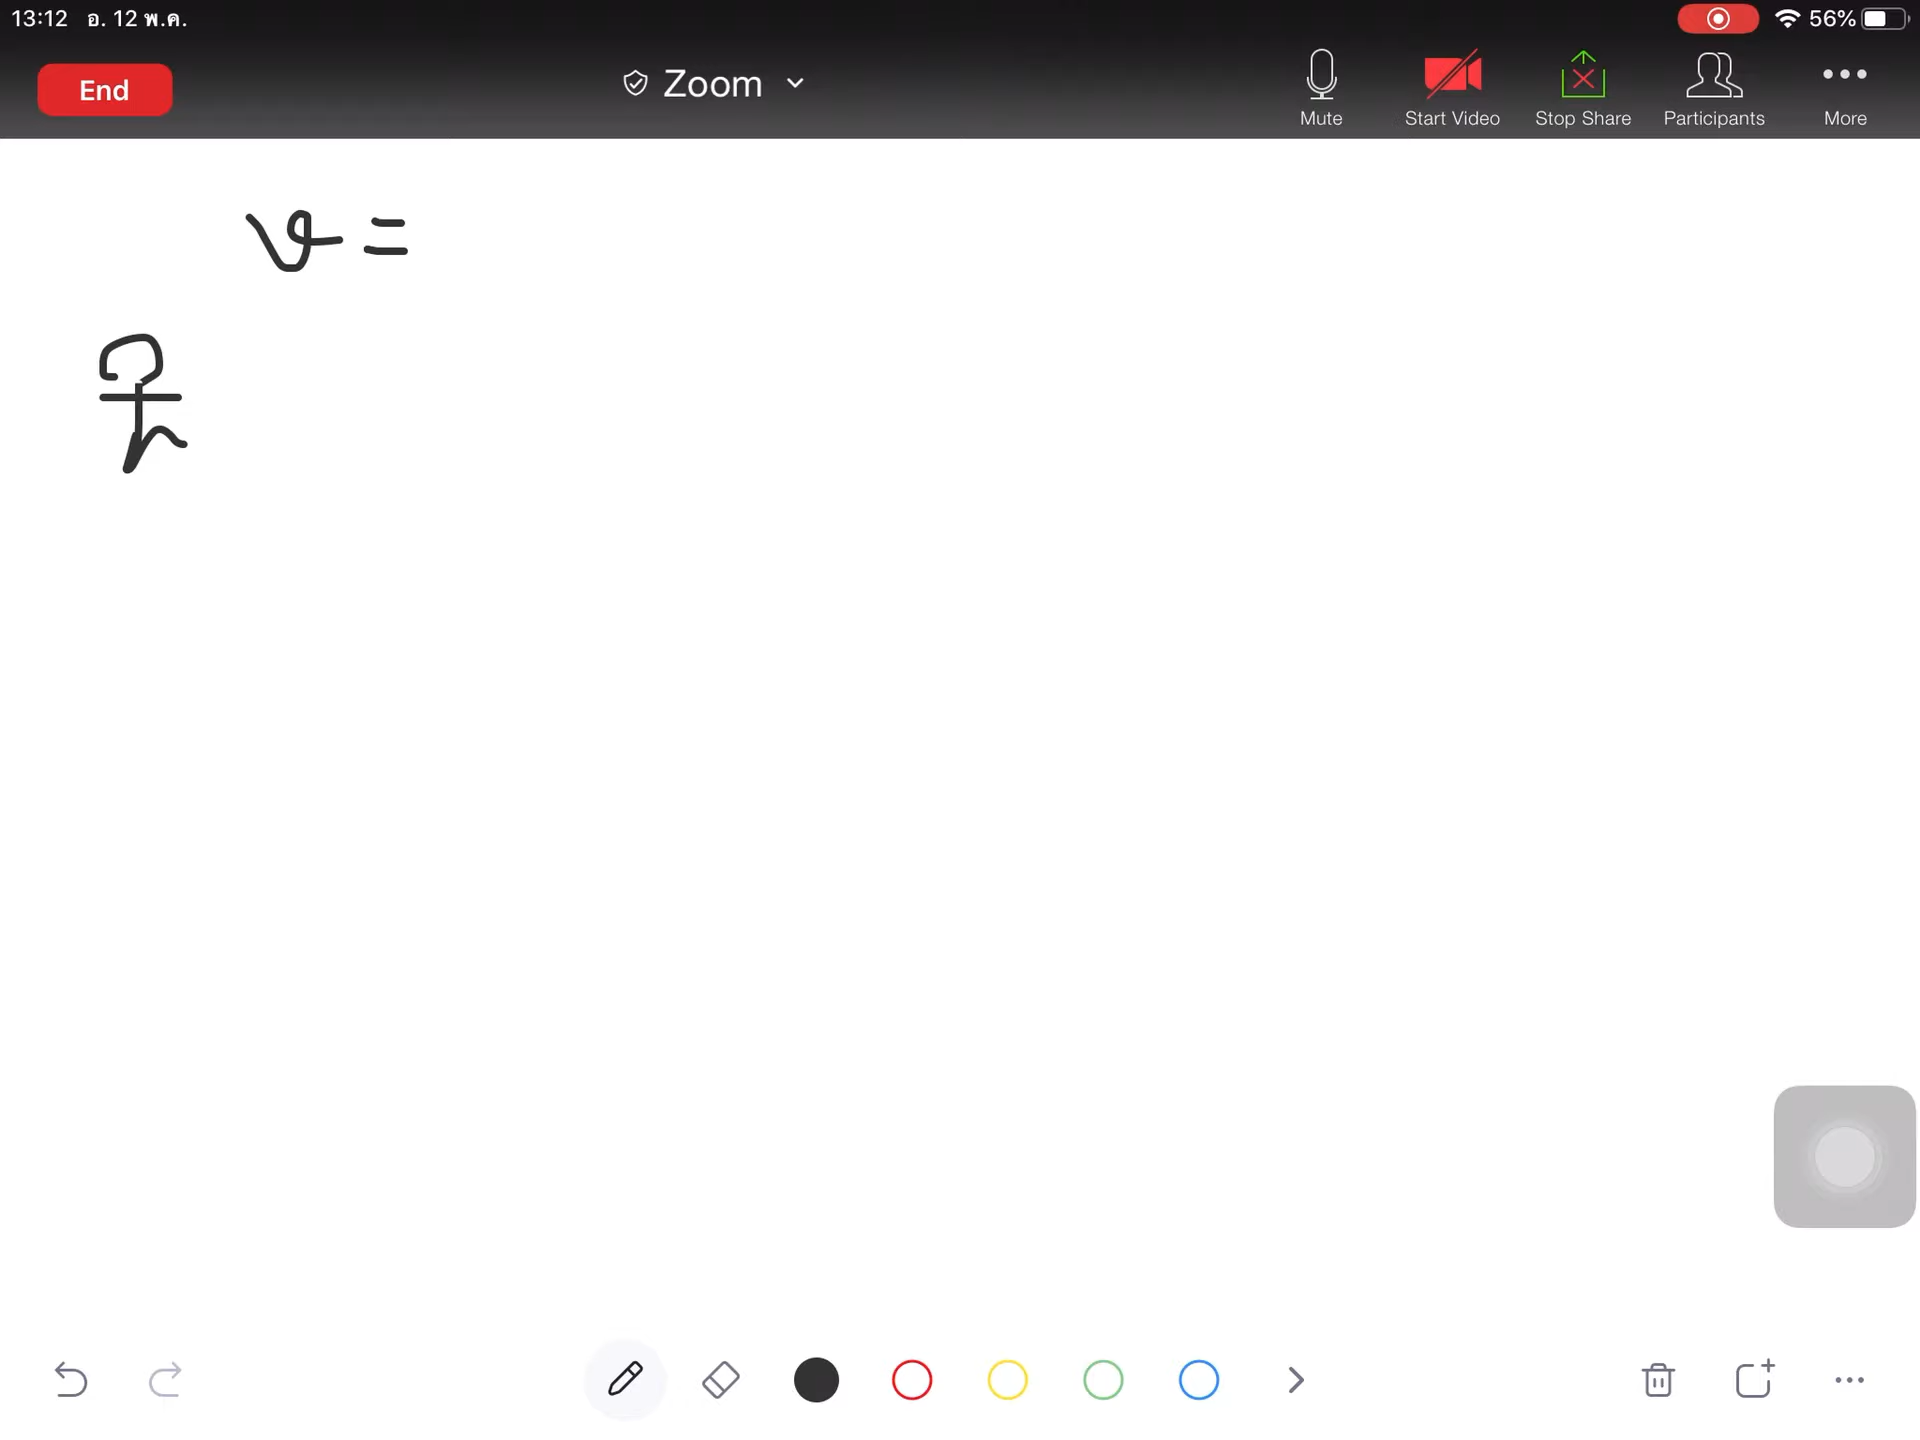 13:12 อ. 12 พ.ค. 56%
End Zoom Mute Start Video Stop Share Participants More
v =